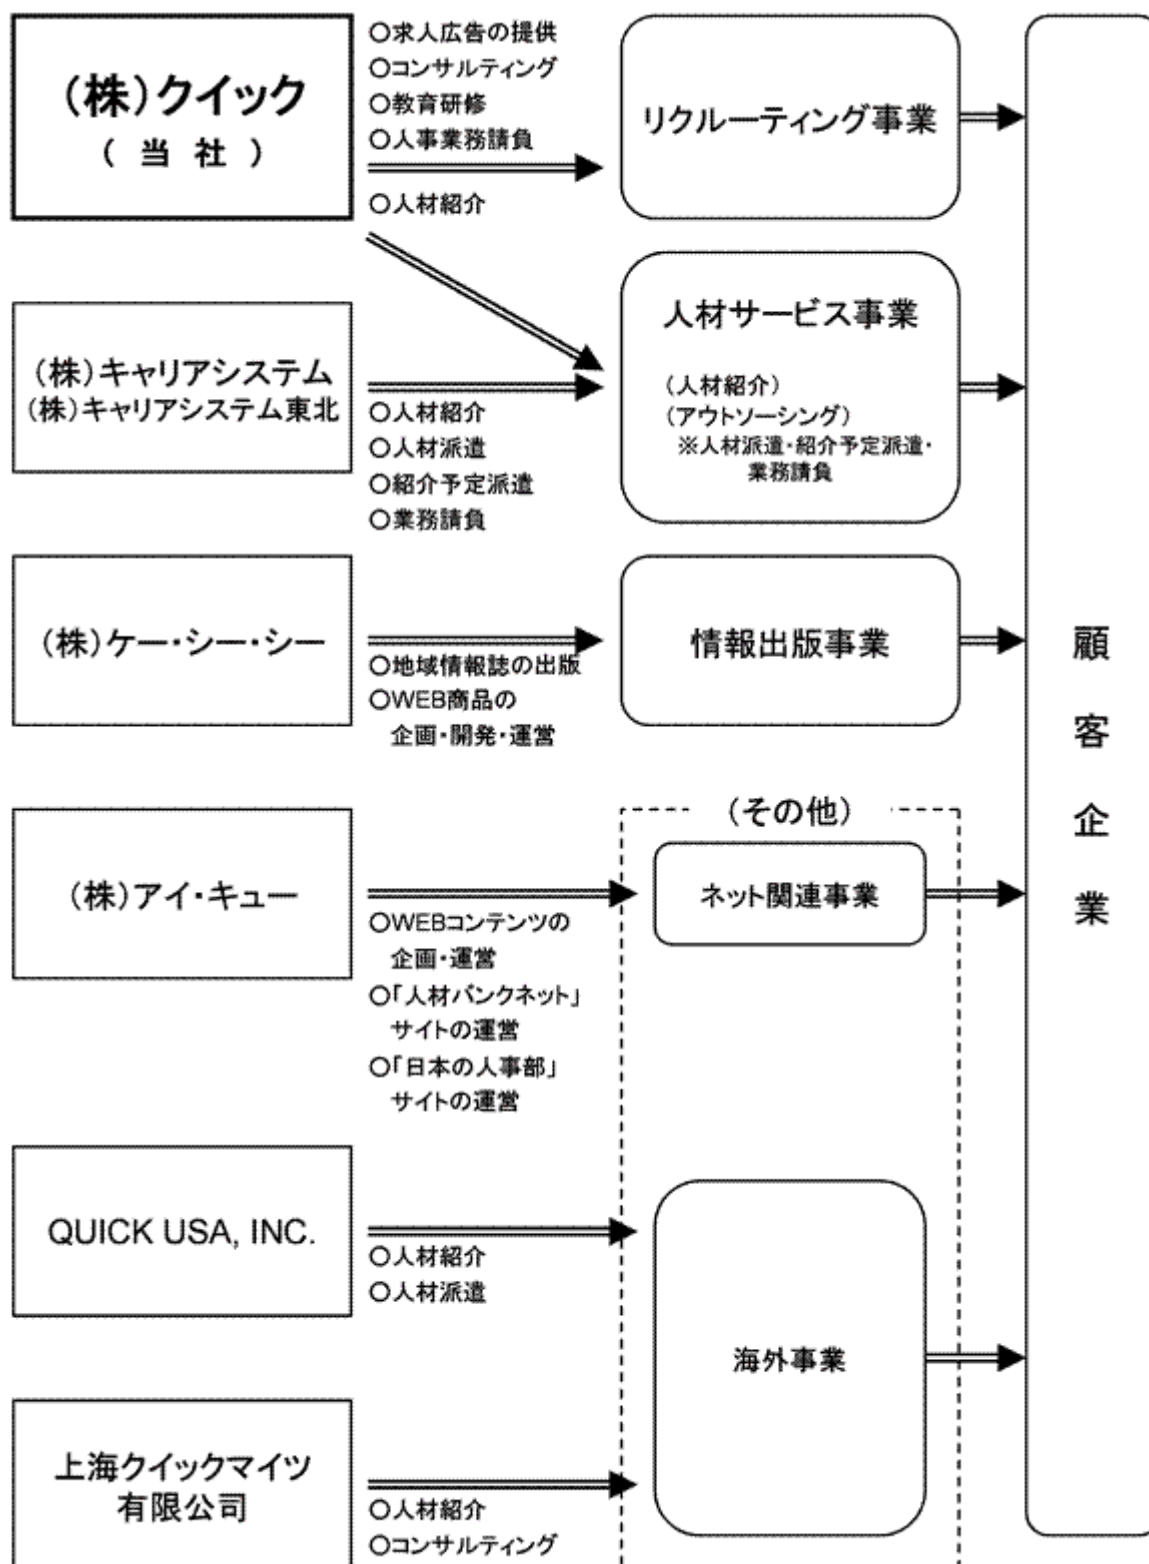 (株)クイック
(当社)
○求人広告の提供
○コンサルティング
○教育研修
○人事業務請負
○人材紹介
リクルーティング事業
(株)キャリアシステム
(株)キャリアシステム東北
○人材紹介
○人材派遣
○紹介予定派遣
○業務請負
人材サービス事業
(人材紹介)
(アウトソーシング)
※人材派遣・紹介予定派遣・
業務請負
(株)ケー・シー・シー
○地域情報誌の出版
○WEB商品の
企画・開発・運営
情報出版事業
(株)アイ・キュー
○WEBコンテンツの
企画・運営
○「人材バンクネット」
サイトの運営
○「日本の人事部」
サイトの運営
(その他)
ネット関連事業
QUICK USA, INC.
○人材紹介
○人材派遣
海外事業
上海クイックマイツ
有限公司
○人材紹介
○コンサルティング
顧客企業